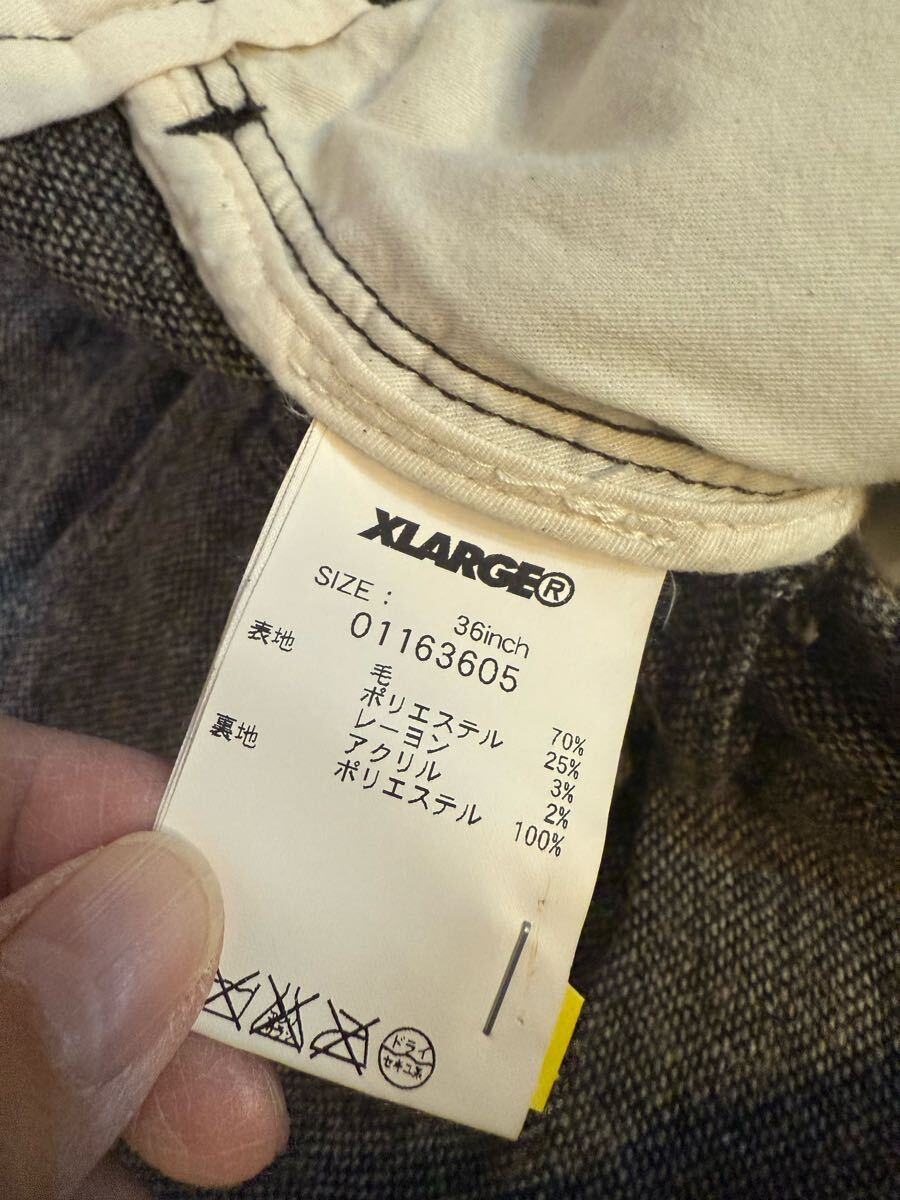 XLARGE®
SIZE: 36inch
01163605
表地 毛 70%
ポリエステル 25%
レーヨン 3%
アクリル 2%
裏地 ポリエステル 100%
ドライ
セキユ系